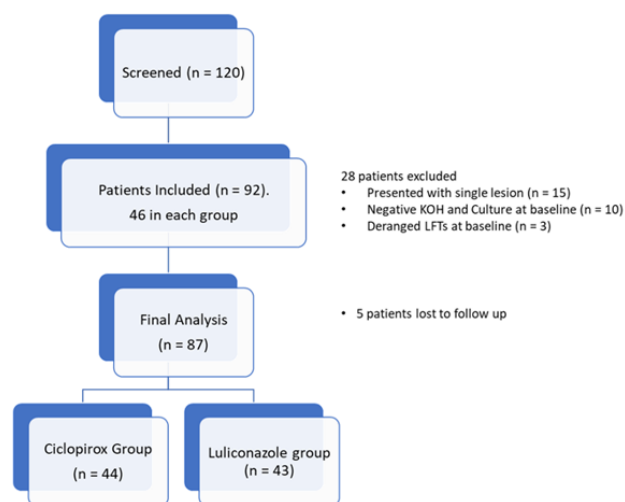 Screened (n = 120)
Patients Included (n = 92).
46 in each group
28 patients excluded
• Presented with single lesion (n = 15)
• Negative KOH and Culture at baseline (n = 10)
• Deranged LFTs at baseline (n = 3)
Final Analysis
(n = 87)
• 5 patients lost to follow up
Ciclopirox Group
(n = 44)
Luliconazole group
(n = 43)